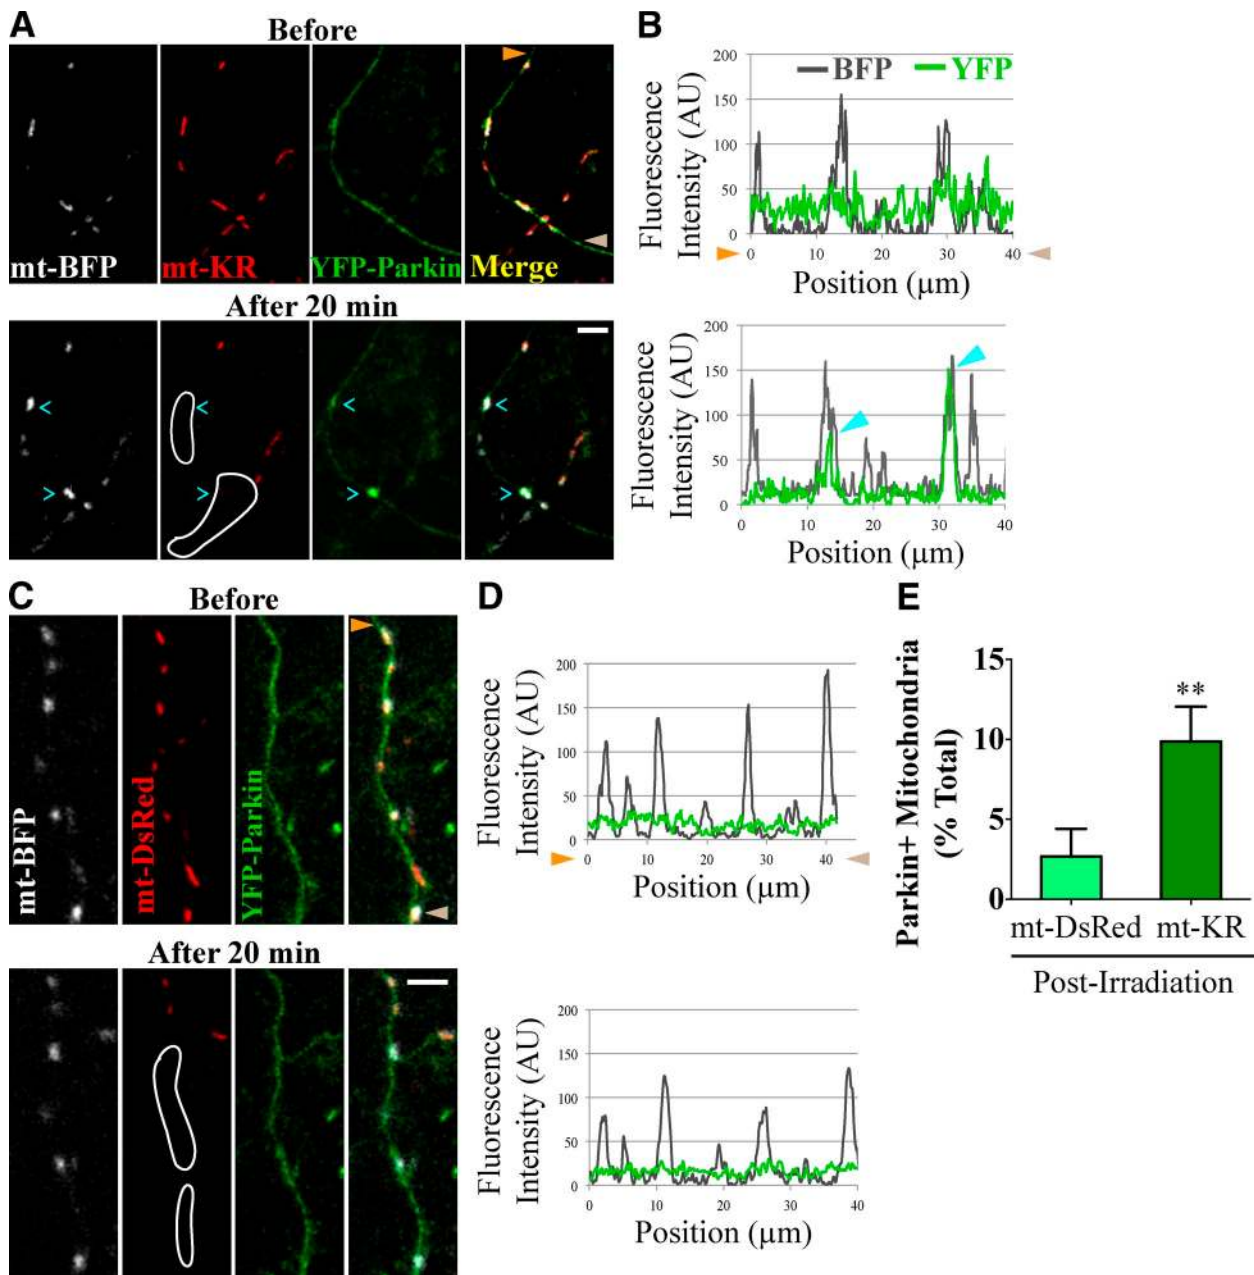 A
Before
mt-BFP
mt-KR
YFP-Parkin
Merge
After 20 min
B
BFP
YFP
Fluorescence
Intensity (AU)
200
150
100
50
0
0
10
20
30
40
Position (µm)
Fluorescence
Intensity (AU)
200
150
100
50
0
0
10
20
30
40
Position (µm)
C
Before
mt-BFP
mt-DsRed
YFP-Parkin
After 20 min
D
Fluorescence
Intensity (AU)
200
150
100
50
0
0
10
20
30
40
Position (µm)
Fluorescence
Intensity (AU)
200
150
100
50
0
0
10
20
30
40
Position (µm)
E
Parkin+ Mitochondria
(% Total)
15
10
5
0
**
mt-DsRed
mt-KR
Post-Irradiation